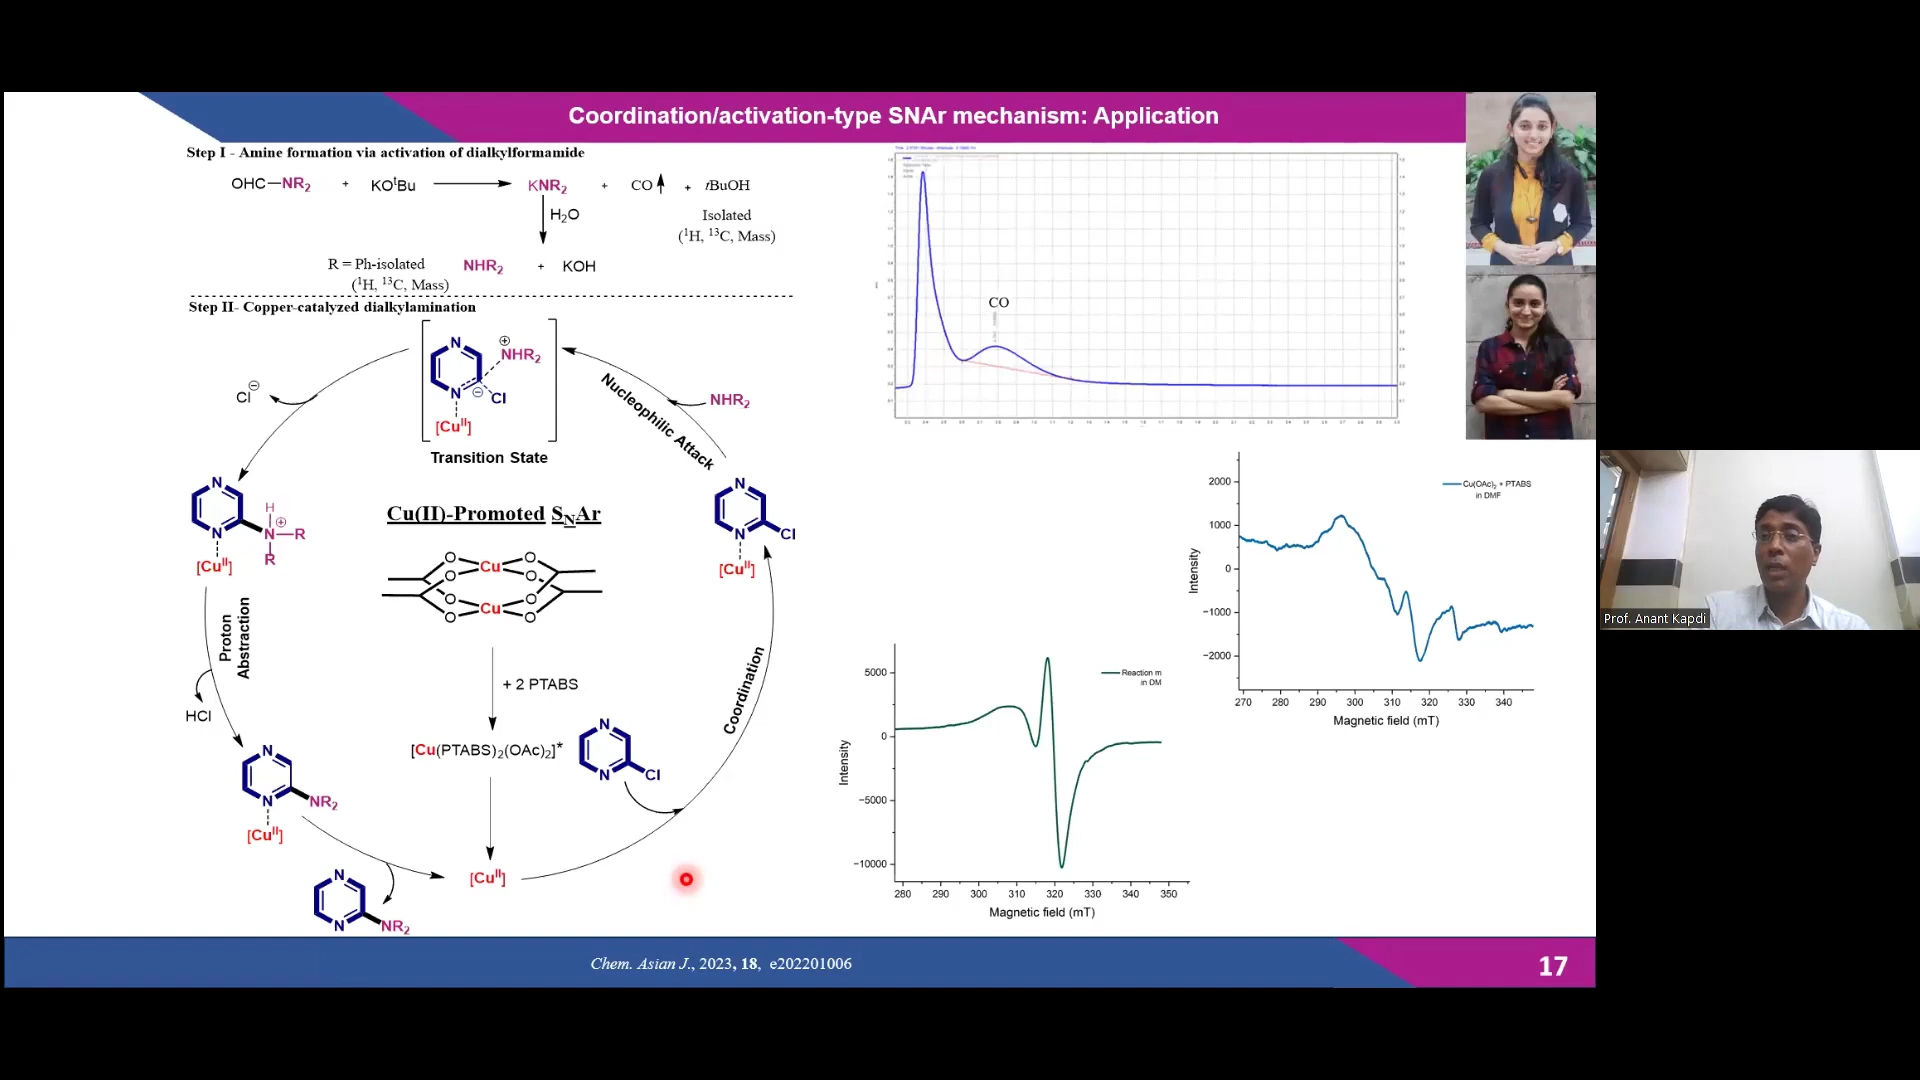 Coordination/activation-type SNAr mechanism: Application
Step I - Amine formation via activation of dialkylformamide
OHC—NR2 + KOtBu KNR2 + CO + tBuOH
H2O
Isolated
(1H, 13C, Mass)
R = Ph-isolated NHR2 + KOH
(1H, 13C, Mass)
Step II- Copper-catalyzed dialkylamination
N
⊕
NHR2
N
⊖
Cl
[CuII]
Transition State
Cl⊖
Nucleophilic Attack
NHR2
N
N
H
⊕
N—R
R
[CuII]
Cu(II)-Promoted SNAr
O O
Cu
O O
O O
Cu
O O
N
N
Cl
[CuII]
Proton
Abstraction
HCl
+ 2 PTABS
[Cu(PTABS)2(OAc)2]*
N
N
Cl
Coordination
N
N
NR2
[CuII]
[CuII]
N
N
NR2
CO
2000
1000
0
−1000
−2000
Intensity
Cu(OAc)2 + PTABS
in DMF
270 280 290 300 310 320 330 340
Magnetic field (mT)
5000
0
−5000
−10000
Intensity
Reaction m
in DM
280 290 300 310 320 330 340 350
Magnetic field (mT)
Prof. Anant Kapdi
Chem. Asian J., 2023, 18, e202201006
17